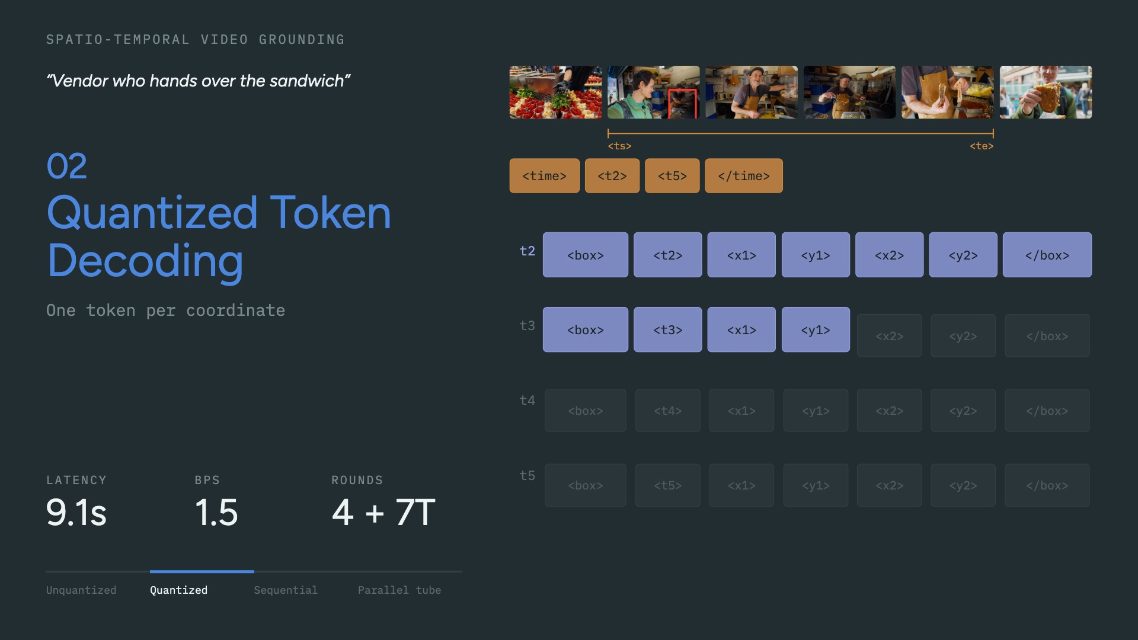 SPATIO-TEMPORAL VIDEO GROUNDING
“Vendor who hands over the sandwich”
02
Quantized Token
Decoding
One token per coordinate
LATENCY BPS ROUNDS
9.1s 1.5 4 + 7T
Unquantized Quantized Sequential Parallel tube
<ts> <te>
<time> <t2> <t5> </time>
t2 <box> <t2> <x1> <y1> <x2> <y2> </box>
t3 <box> <t3> <x1> <y1> <x2> <y2> </box>
t4 <box> <t4> <x1> <y1> <x2> <y2> </box>
t5 <box> <t5> <x1> <y1> <x2> <y2> </box>